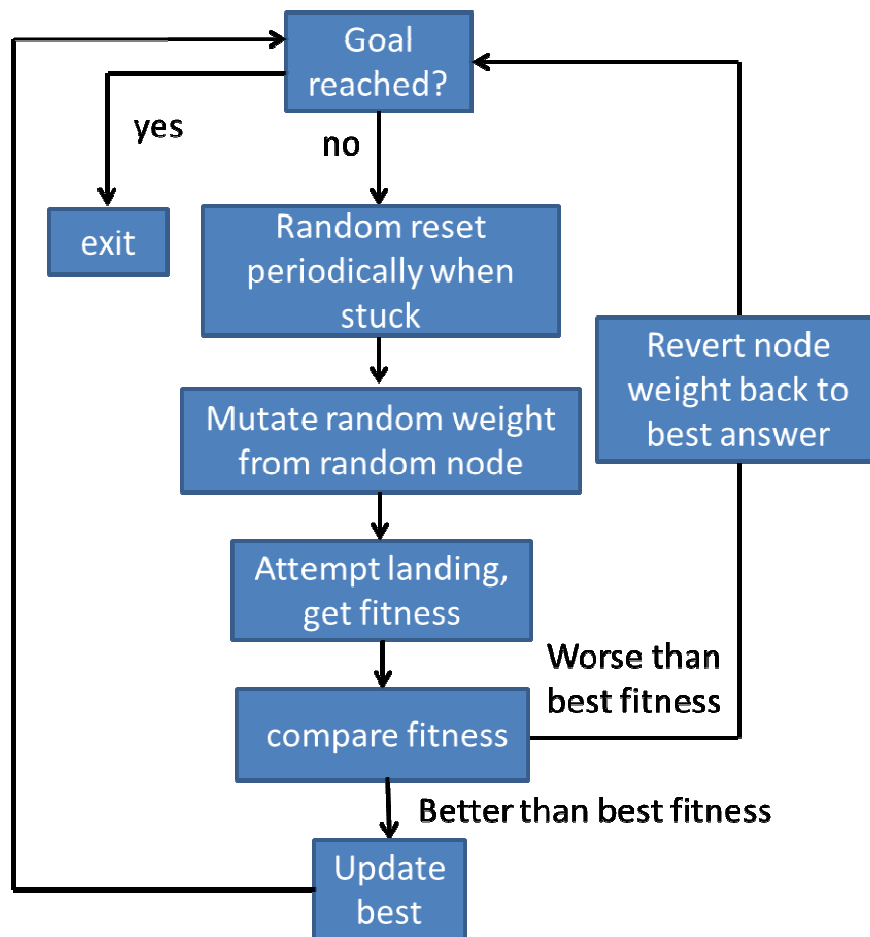 Goal
reached?
yes
no
exit
Random reset
periodically when
stuck
Revert node
weight back to
best answer
Mutate random weight
from random node
Attempt landing,
get fitness
Worse than
best fitness
compare fitness
Better than best fitness
Update
best